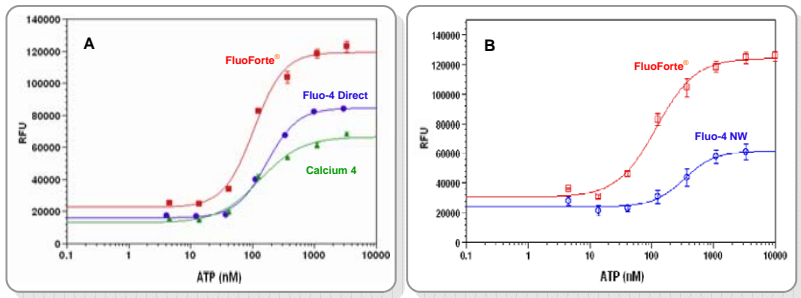 A
140000
120000
100000
80000
60000
40000
20000
0
RFU
FluoForte®
Fluo-4 Direct
Calcium 4
0.1 1 10 100 1000 10000
ATP (nM)
B
140000
120000
100000
80000
60000
40000
20000
0
RFU
FluoForte®
Fluo-4 NW
0.1 1 10 100 1000 10000
ATP (nM)